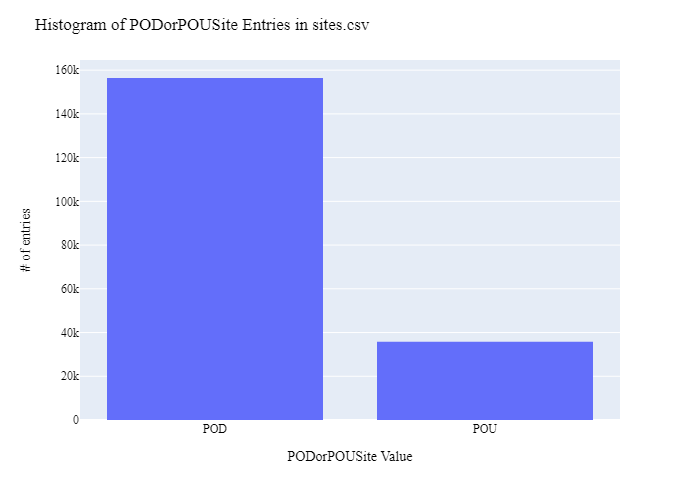 Histogram of PODorPOUSite Entries in sites.csv
160k
140k
120k
100k
80k
60k
40k
20k
0
# of entries
POD
POU
PODorPOUSite Value